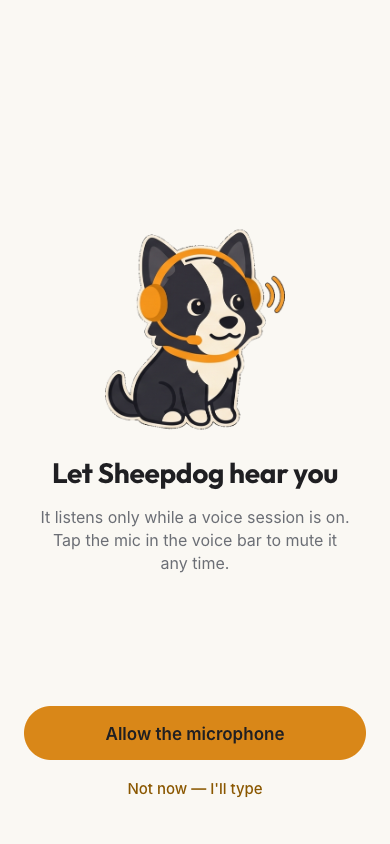 Let Sheepdog hear you
It listens only while a voice session is on.
Tap the mic in the voice bar to mute it
any time.
Allow the microphone
Not now — I'll type